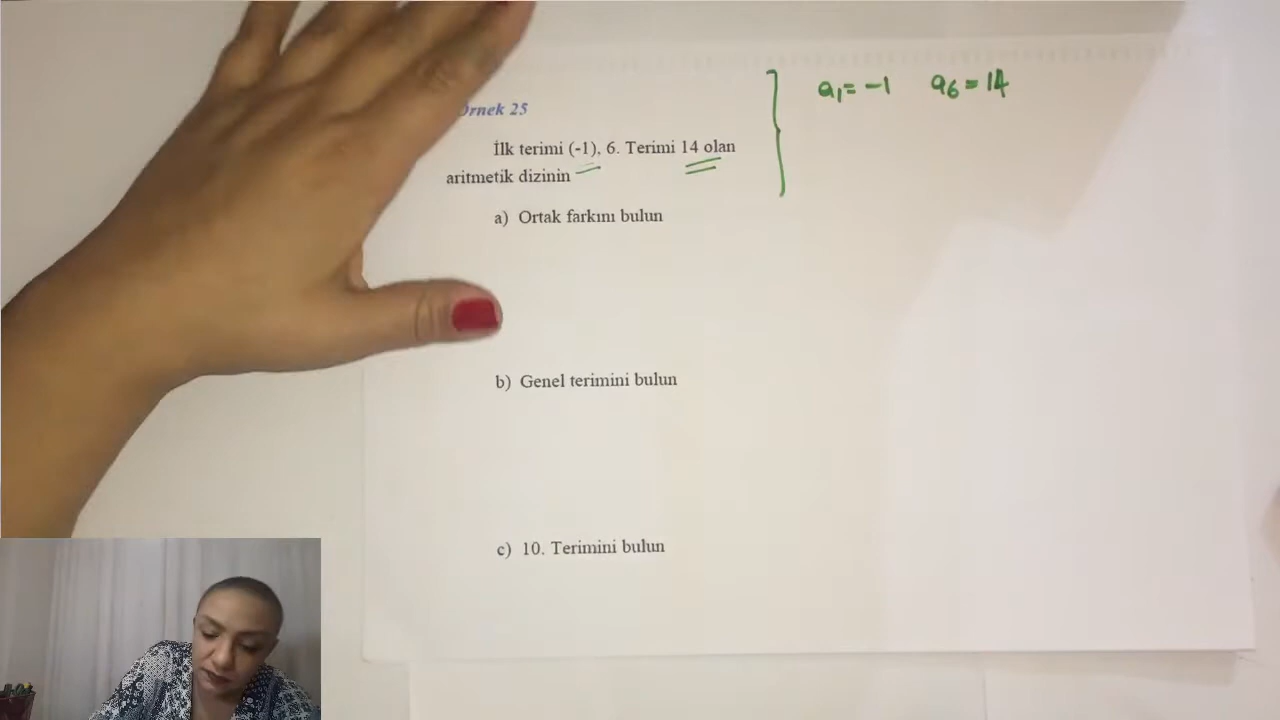 Örnek 25
İlk terimi (-1), 6. Terimi 14 olan
aritmetik dizinin
a) Ortak farkını bulun
b) Genel terimini bulun
c) 10. Terimini bulun
a₁ = -1 a₆ = 14